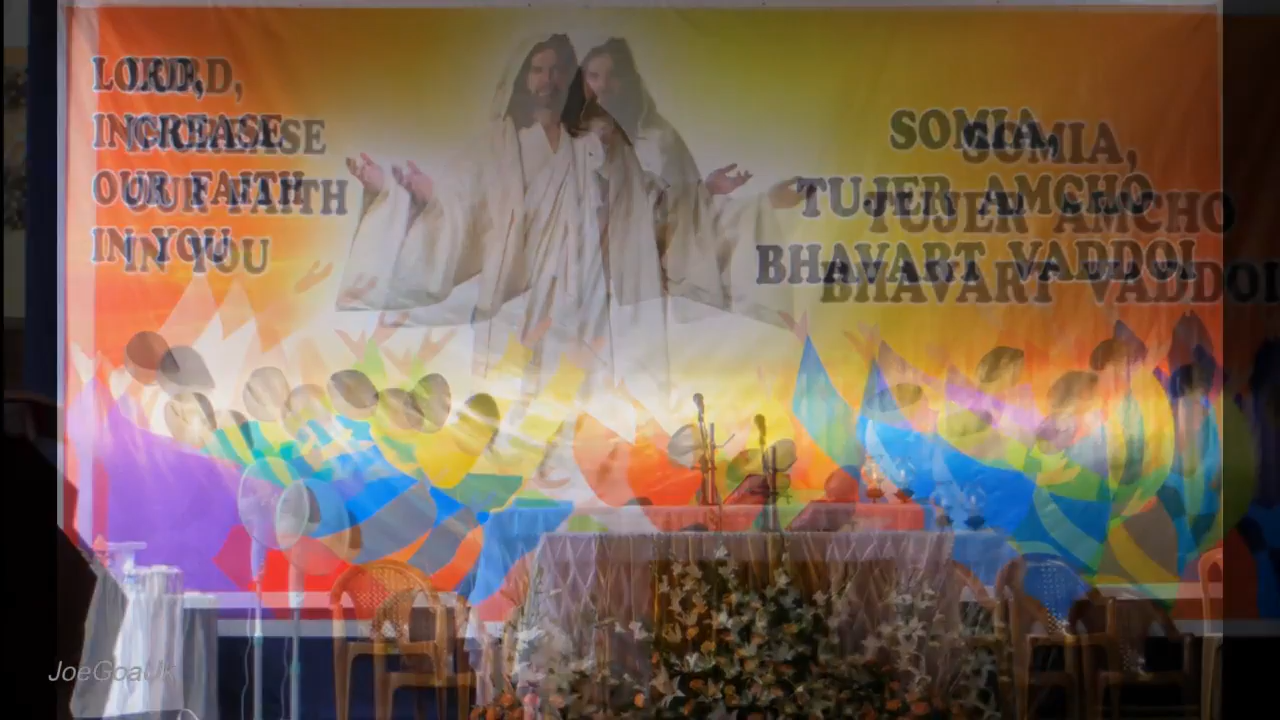 LORD,
INCREASE
OUR FAITH
IN YOU
SOMIA,
TUJER AMCHO
BHAVART VADDOI
JoeGoaUk